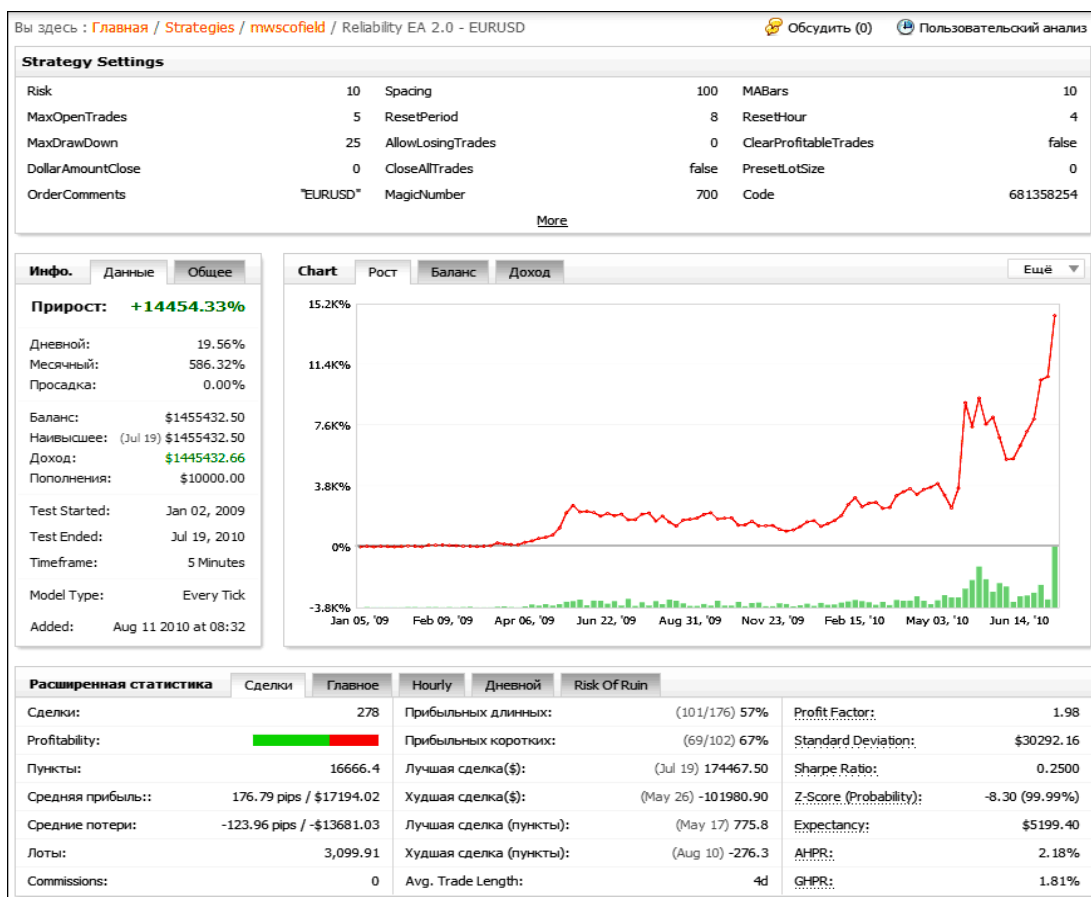 Вы здесь : Главная / Strategies / mwscofield / Reliability EA 2.0 - EURUSD Обсудить (0) Пользовательский анализ
Strategy Settings
Risk 10 Spacing 100 MABars 10
MaxOpenTrades 5 ResetPeriod 8 ResetHour 4
MaxDrawDown 25 AllowLosingTrades 0 ClearProfitableTrades false
DollarAmountClose 0 CloseAllTrades false PresetLotSize 0
OrderComments "EURUSD" MagicNumber 700 Code 681358254
More
Инфо. Данные Общее
Прирост: +14454.33%
Дневной: 19.56%
Месячный: 586.32%
Просадка: 0.00%
Баланс: $1455432.50
Наивысшее: (Jul 19) $1455432.50
Доход: $1445432.66
Пополнения: $10000.00
Test Started: Jan 02, 2009
Test Ended: Jul 19, 2010
Timeframe: 5 Minutes
Model Type: Every Tick
Added: Aug 11 2010 at 08:32
Chart Рост Баланс Доход Ещё
15.2K%
11.4K%
7.6K%
3.8K%
0%
-3.8K%
Jan 05, '09 Feb 09, '09 Apr 06, '09 Jun 22, '09 Aug 31, '09 Nov 23, '09 Feb 15, '10 May 03, '10 Jun 14, '10
Расширенная статистика Сделки Главное Hourly Дневной Risk Of Ruin
Сделки: 278 Прибыльных длинных: (101/176) 57% Profit Factor: 1.98
Profitability: Прибыльных коротких: (69/102) 67% Standard Deviation: $30292.16
Пункты: 16666.4 Лучшая сделка($): (Jul 19) 174467.50 Sharpe Ratio: 0.2500
Средняя прибыль:: 176.79 pips / $17194.02 Худшая сделка($): (May 26) -101980.90 Z-Score (Probability): -8.30 (99.99%)
Средние потери: -123.96 pips / -$13681.03 Лучшая сделка (пункты): (May 17) 775.8 Expectancy: $5199.40
Лоты: 3,099.91 Худшая сделка (пункты): (Aug 10) -276.3 AHPR: 2.18%
Commissions: 0 Avg. Trade Length: 4d GHPR: 1.81%